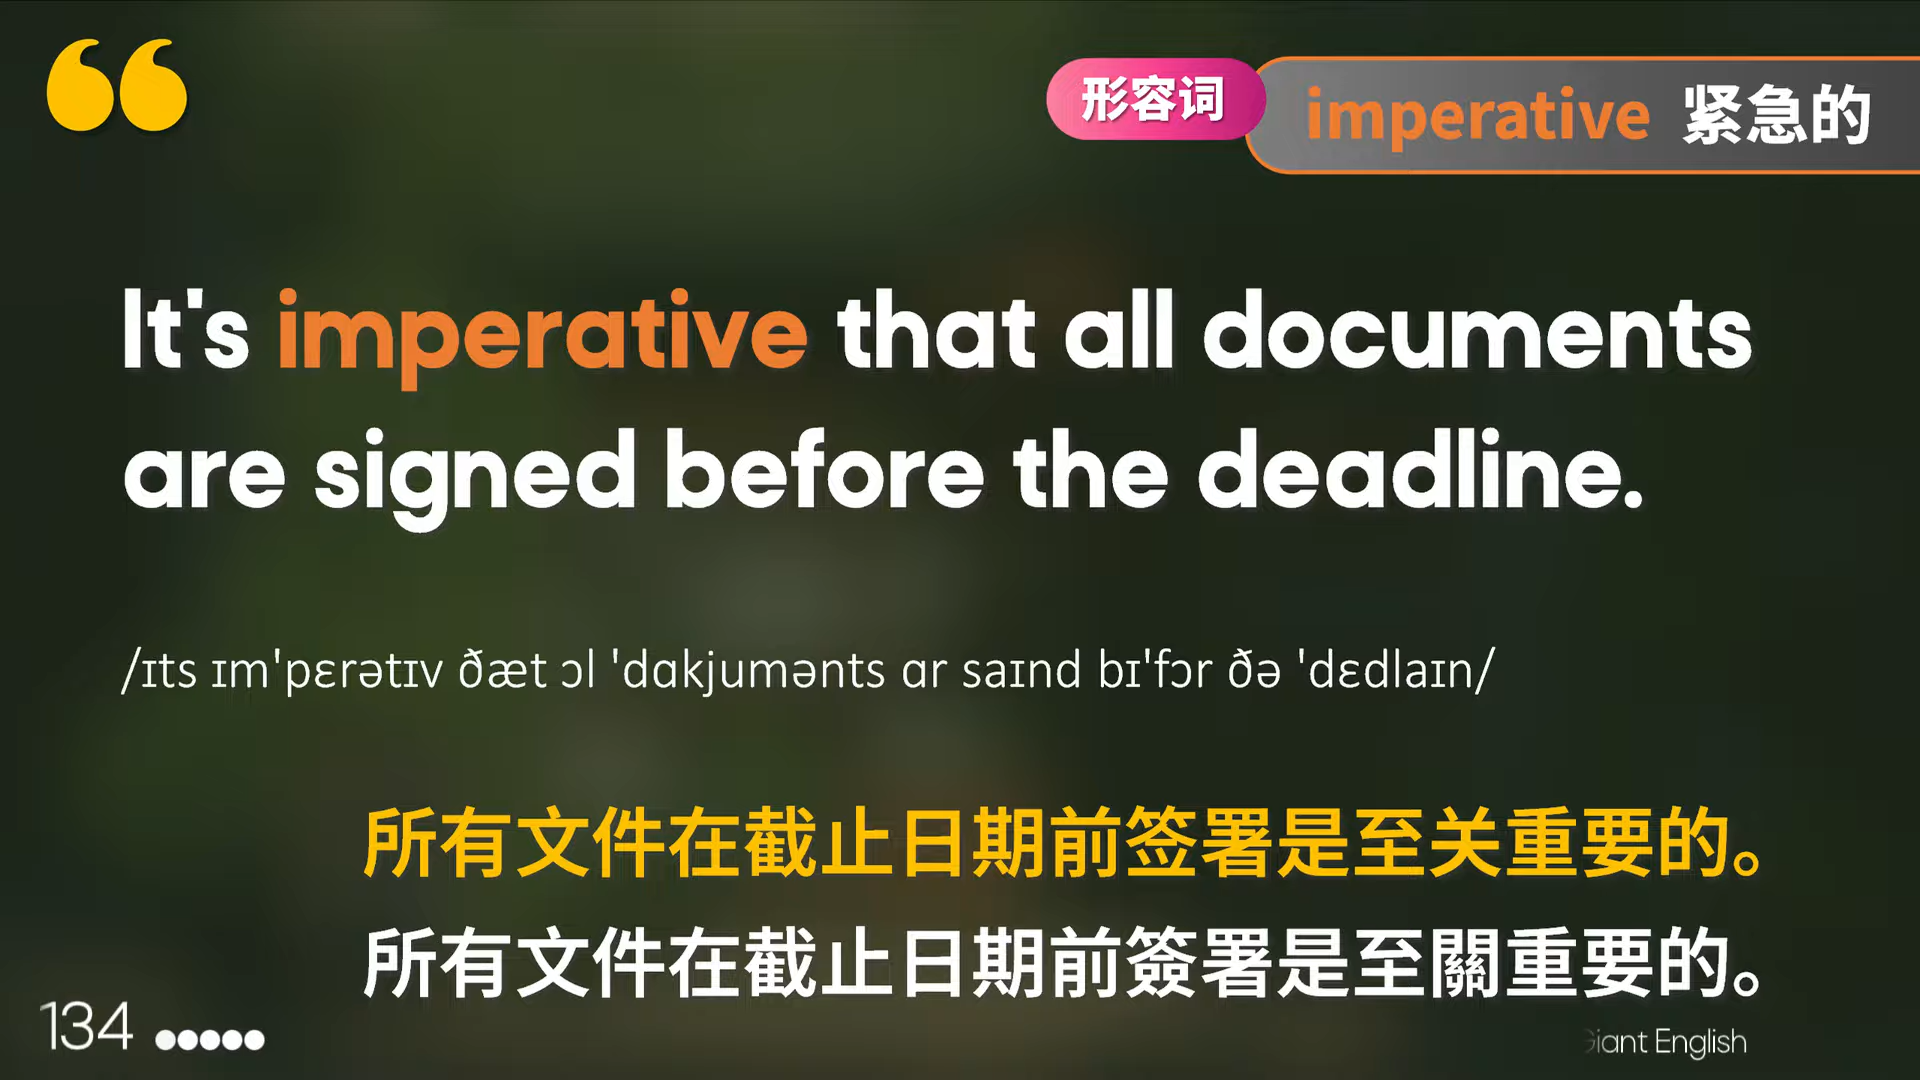 形容词
imperative 紧急的
It's imperative that all documents
are signed before the deadline.
/ɪts ɪm'pɛrətɪv ðæt ɔl 'dɑkjumənts ɑr saɪnd bɪ'fɔr ðə 'dɛdlaɪn/
所有文件在截止日期前签署是至关重要的。
所有文件在截止日期前簽署是至關重要的。
134
Giant English